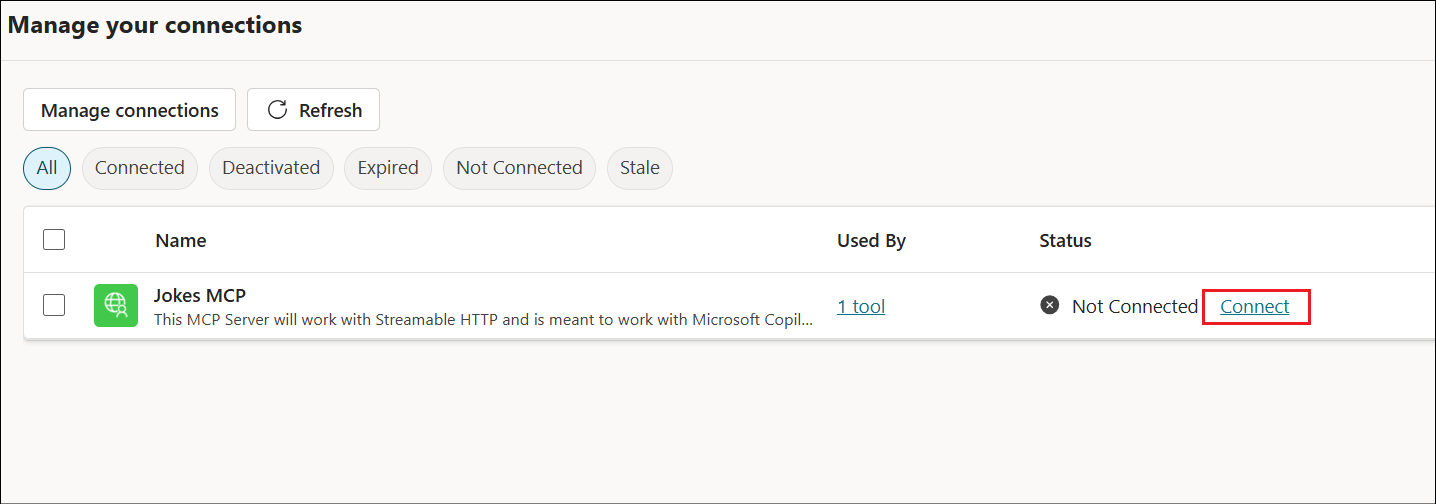 Manage your connections
Manage connections Refresh
All Connected Deactivated Expired Not Connected Stale
Name Used By Status
Jokes MCP
This MCP Server will work with Streamable HTTP and is meant to work with Microsoft Copil...
1 tool Not Connected Connect